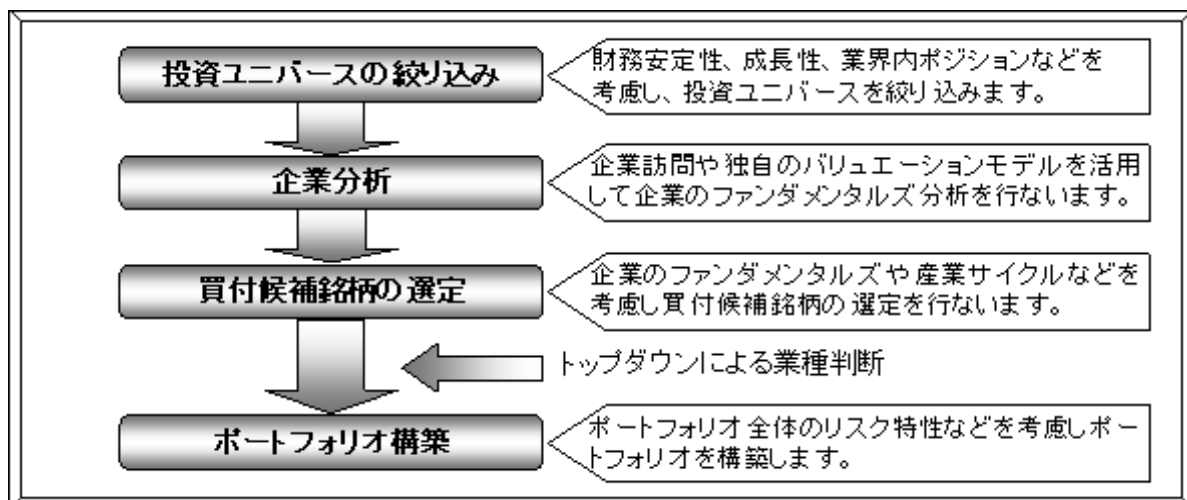 投資ユニバースの絞り込み
財務安定性、成長性、業界内ポジションなどを
考慮し、投資ユニバースを絞り込みます。
企業分析
企業訪問や独自のバリュエーションモデルを活用
して企業のファンダメンタルズ分析を行ないます。
買付候補銘柄の選定
企業のファンダメンタルズや産業サイクルなどを
考慮し買付候補銘柄の選定を行ないます。
トップダウンによる業種判断
ポートフォリオ構築
ポートフォリオ全体のリスク特性などを考慮しポー
トフォリオを構築します。